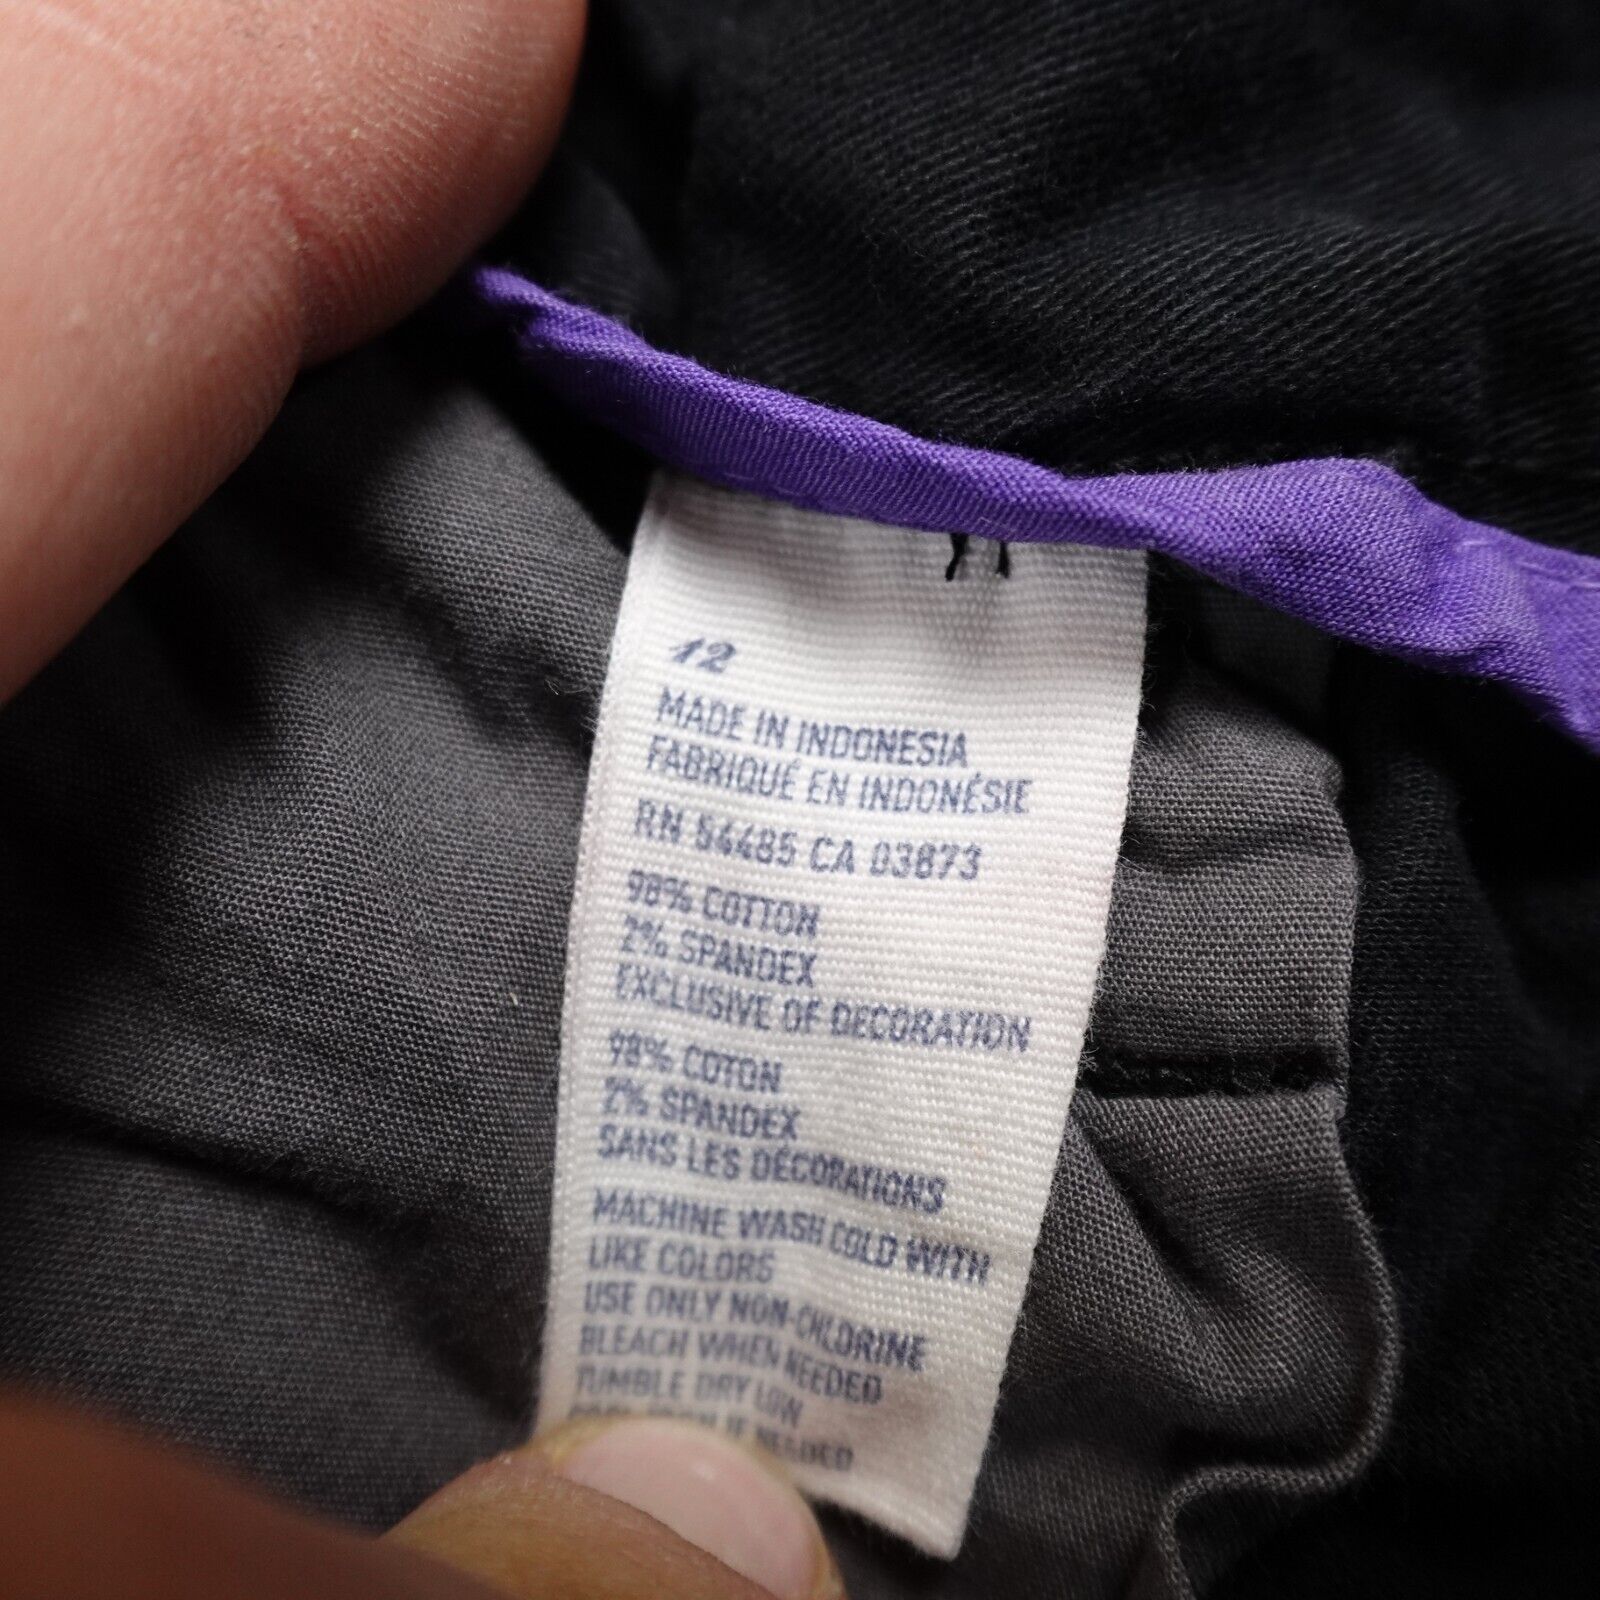 12
MADE IN INDONESIA
FABRIQUÉ EN INDONÉSIE
RN 54485 CA 03873
98% COTTON
2% SPANDEX
EXCLUSIVE OF DECORATION
98% COTON
2% SPANDEX
SANS LES DÉCORATIONS
MACHINE WASH COLD WITH
LIKE COLORS
USE ONLY NON-CHLORINE
BLEACH WHEN NEEDED
TUMBLE DRY LOW
IF NEEDED